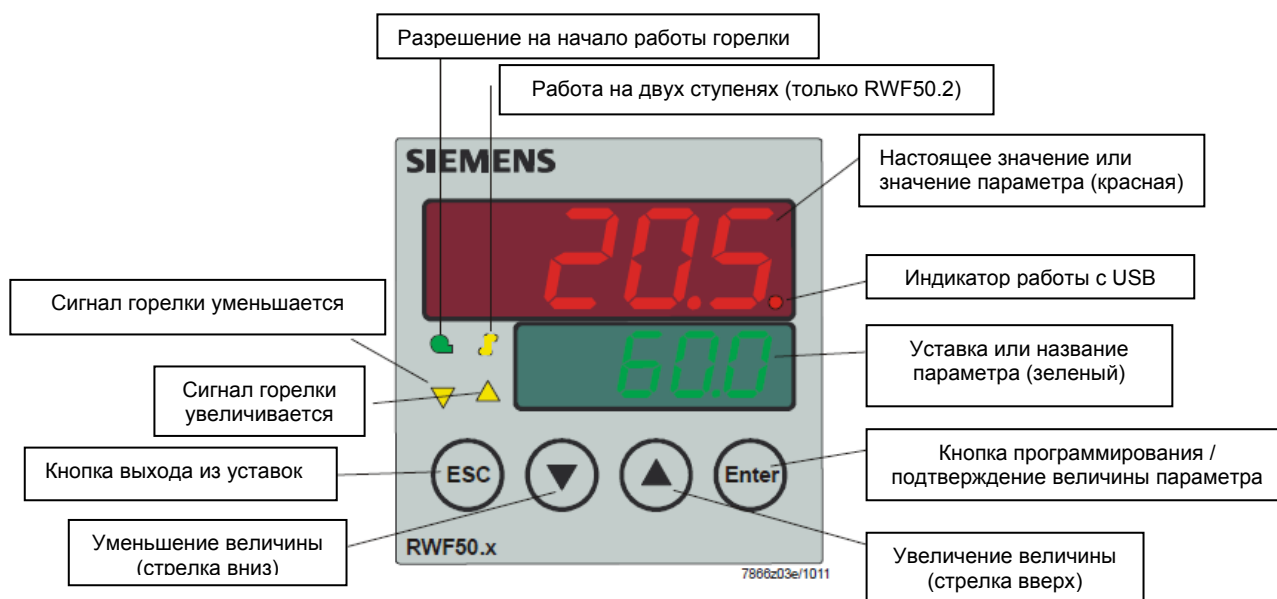 Разрешение на начало работы горелки
Работа на двух ступенях (только RWF50.2)
SIEMENS
Настоящее значение или
значение параметра (красная)
20.5
Индикатор работы с USB
Сигнал горелки уменьшается
60.0
Уставка или название
параметра (зеленый)
Сигнал горелки
увеличивается
Кнопка выхода из уставок
ESC
Enter
Кнопка программирования /
подтверждение величины параметра
Уменьшение величины
(стрелка вниз)
RWF50.x
7866z03e/1011
Увеличение величины
(стрелка вверх)